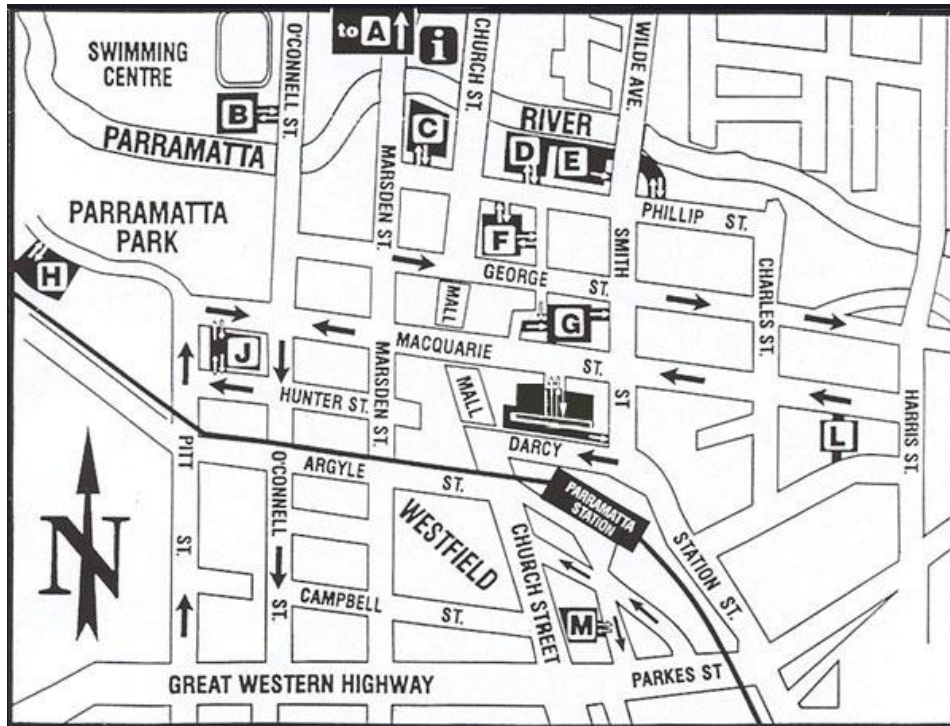 to A
i
SWIMMING
CENTRE
O'CONNELL ST.
CHURCH ST.
WILDE AVE.
B
C
RIVER
PARRAMATTA
MARSDEN ST.
D
E
PHILLIP ST.
PARRAMATTA
PARK
F
SMITH
H
GEORGE
ST.
CHARLES ST.
MALL
G
J
MACQUARIE
ST.
MARSDEN ST.
HUNTER ST.
MALL
ST
HARRIS ST.
L
DARCY
PITT
ST.
O'CONNELL
ST.
ARGYLE
ST.
PARRAMATTA
STATION
N
WESTFIELD
CHURCH STREET
STATION ST.
CAMPBELL
ST.
M
PARKES ST
GREAT WESTERN HIGHWAY